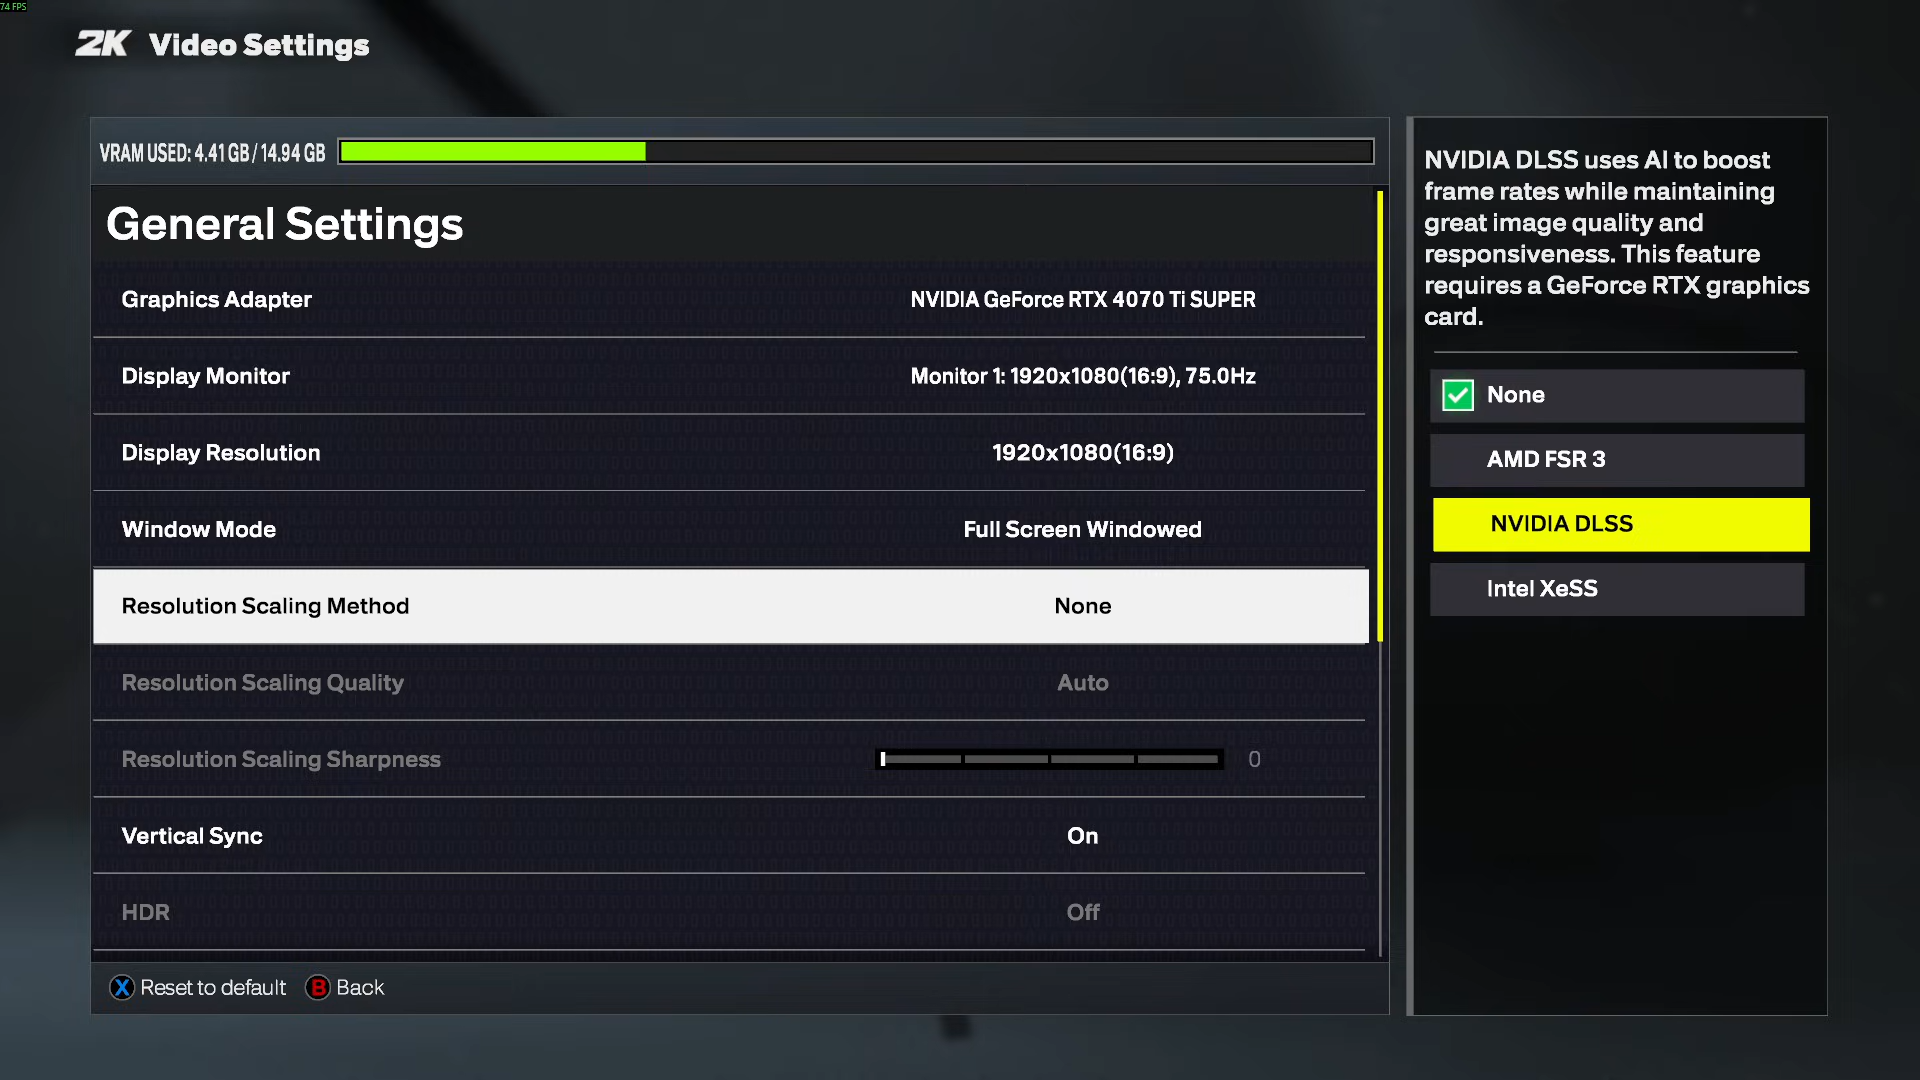 74 FPS
2K Video Settings
VRAM USED: 4.41 GB / 14.94 GB
General Settings
Graphics Adapter NVIDIA GeForce RTX 4070 Ti SUPER
Display Monitor Monitor 1: 1920x1080(16:9), 75.0Hz
Display Resolution 1920x1080(16:9)
Window Mode Full Screen Windowed
Resolution Scaling Method None
Resolution Scaling Quality Auto
Resolution Scaling Sharpness 0
Vertical Sync On
HDR Off
X Reset to default B Back
NVIDIA DLSS uses AI to boost
frame rates while maintaining
great image quality and
responsiveness. This feature
requires a GeForce RTX graphics
card.
None
AMD FSR 3
NVIDIA DLSS
Intel XeSS